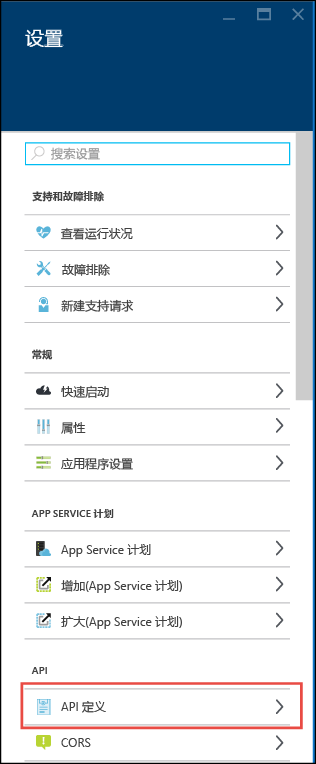 设置
搜索设置
支持和故障排除
查看运行状况
故障排除
新建支持请求
常规
快速启动
属性
应用程序设置
APP SERVICE 计划
App Service 计划
增加(App Service 计划)
扩大(App Service 计划)
API
API 定义
CORS